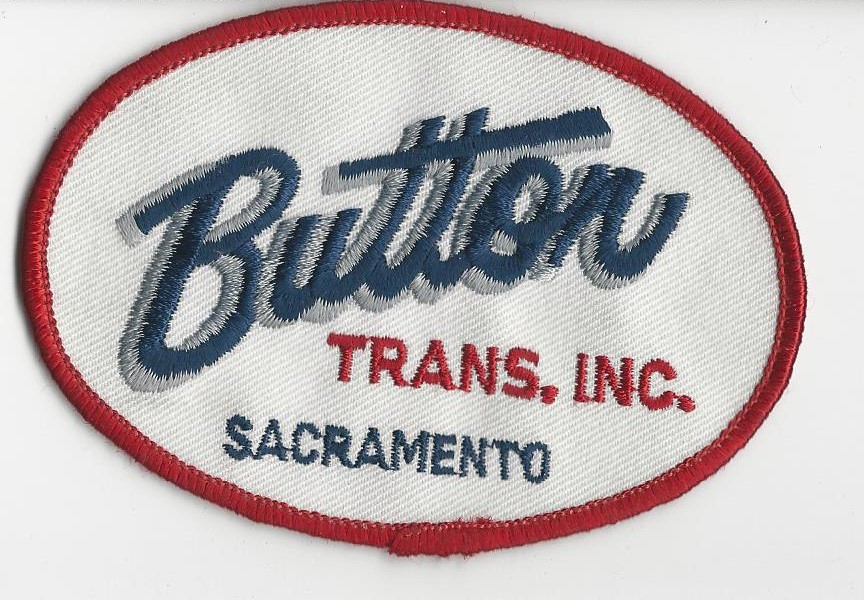 Button
TRANS. INC.
SACRAMENTO